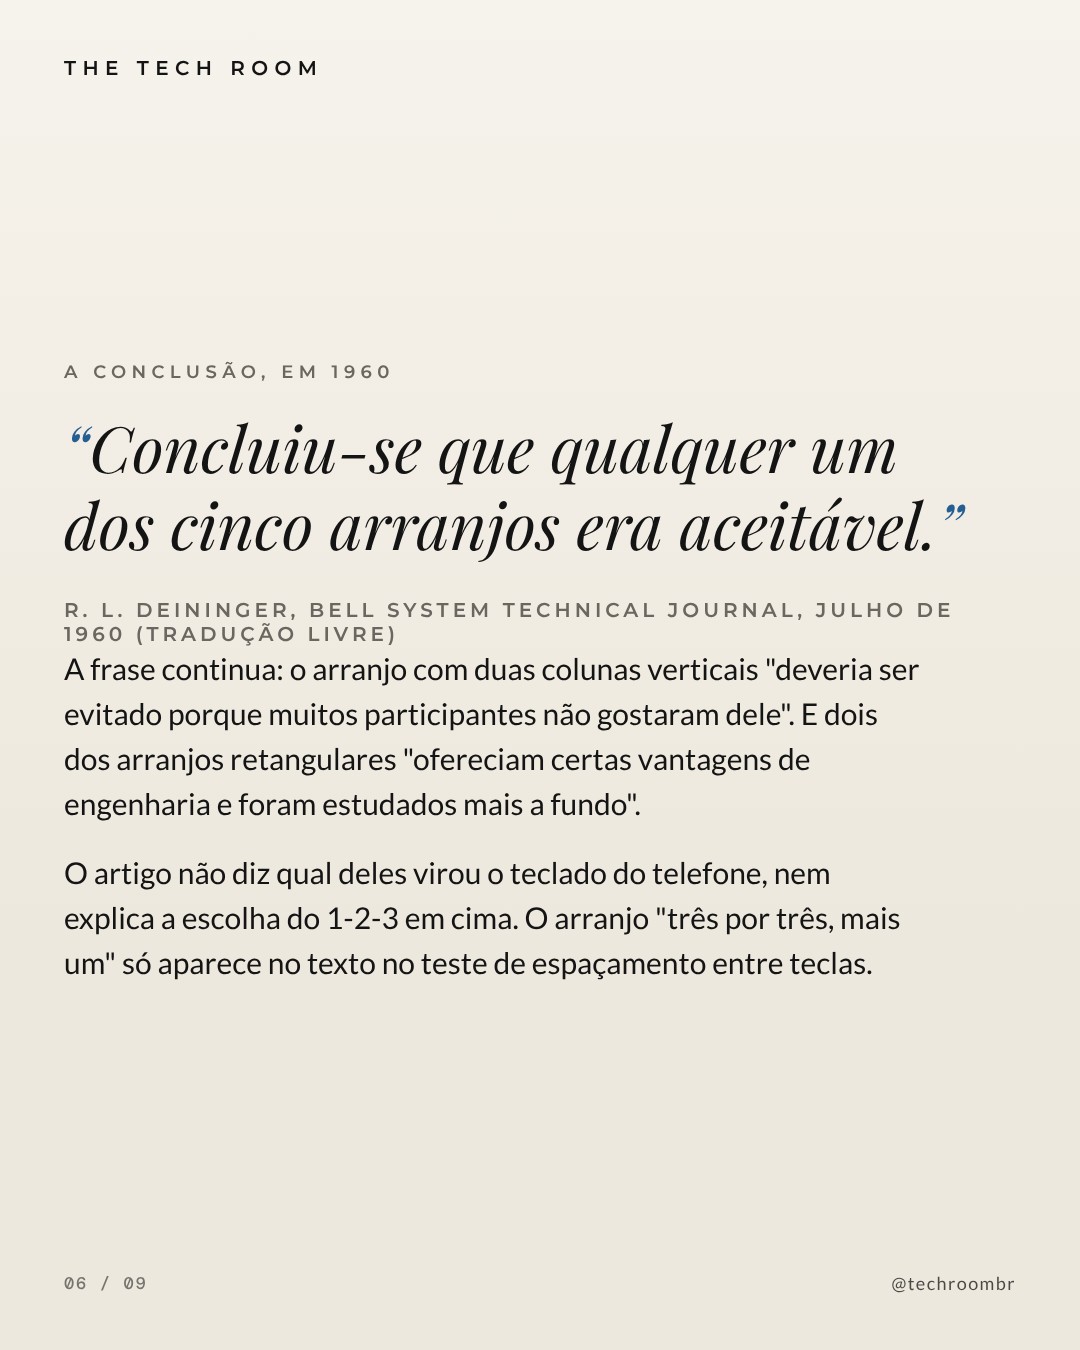 THE TECH ROOM
A CONCLUSÃO, EM 1960
“Concluiu-se que qualquer um
dos cinco arranjos era aceitável.”
R. L. DEININGER, BELL SYSTEM TECHNICAL JOURNAL, JULHO DE
1960 (TRADUÇÃO LIVRE)
A frase continua: o arranjo com duas colunas verticais "deveria ser
evitado porque muitos participantes não gostaram dele". E dois
dos arranjos retangulares "ofereciam certas vantagens de
engenharia e foram estudados mais a fundo".
O artigo não diz qual deles virou o teclado do telefone, nem
explica a escolha do 1-2-3 em cima. O arranjo "três por três, mais
um" só aparece no texto no teste de espaçamento entre teclas.
06 / 09
@techroombr